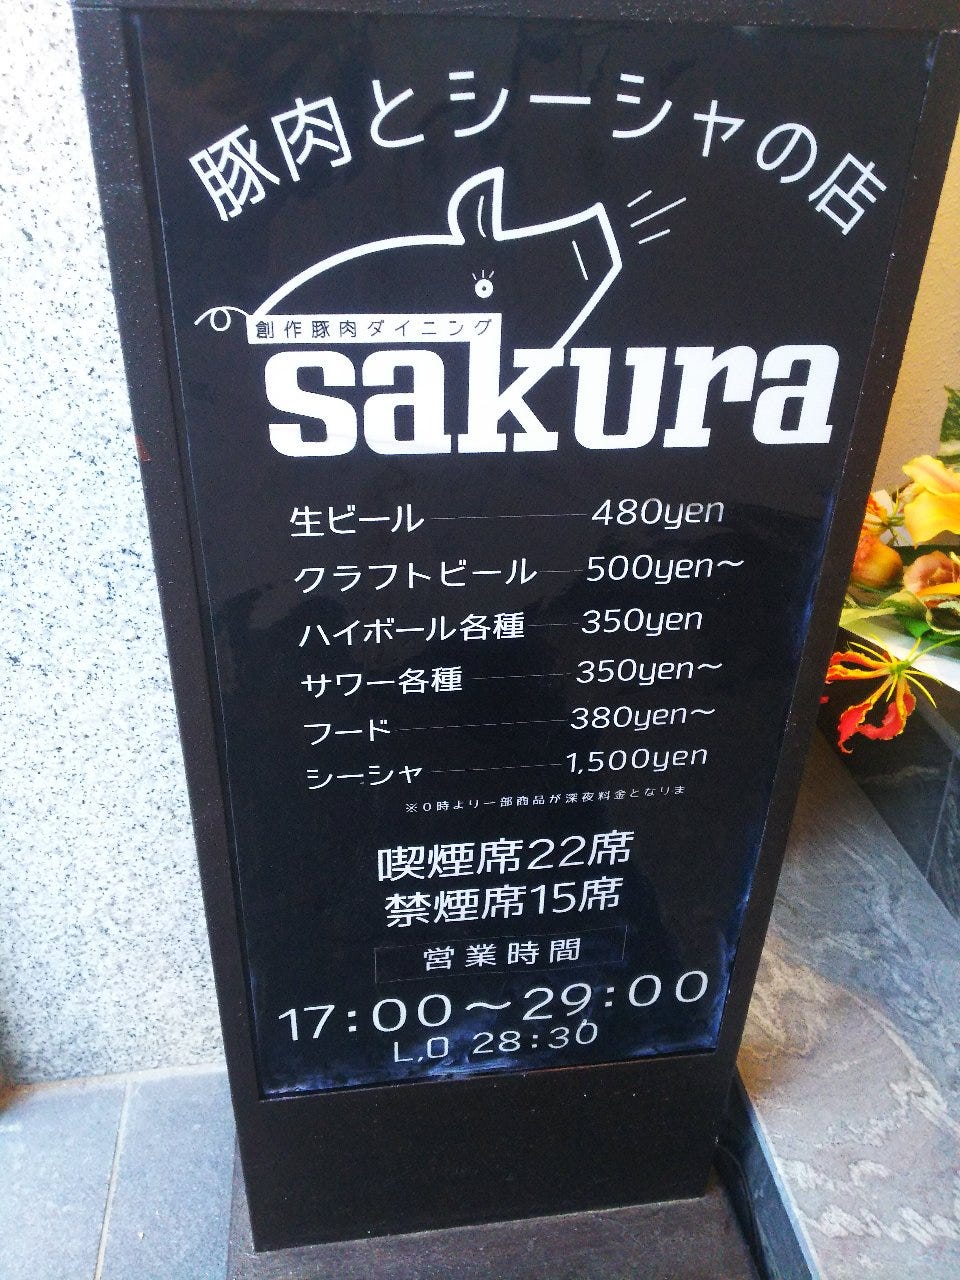 豚肉とシーシャの店
創作豚肉ダイニング
sakura
生ビール 480yen
クラフトビール 500yen〜
ハイボール各種 350yen
サワー各種 350yen〜
フード 380yen〜
シーシャ 1,500yen
※0時より一部商品が深夜料金となりま
喫煙席22席
禁煙席15席
営業時間
17:00〜29:00
L,O 28:30